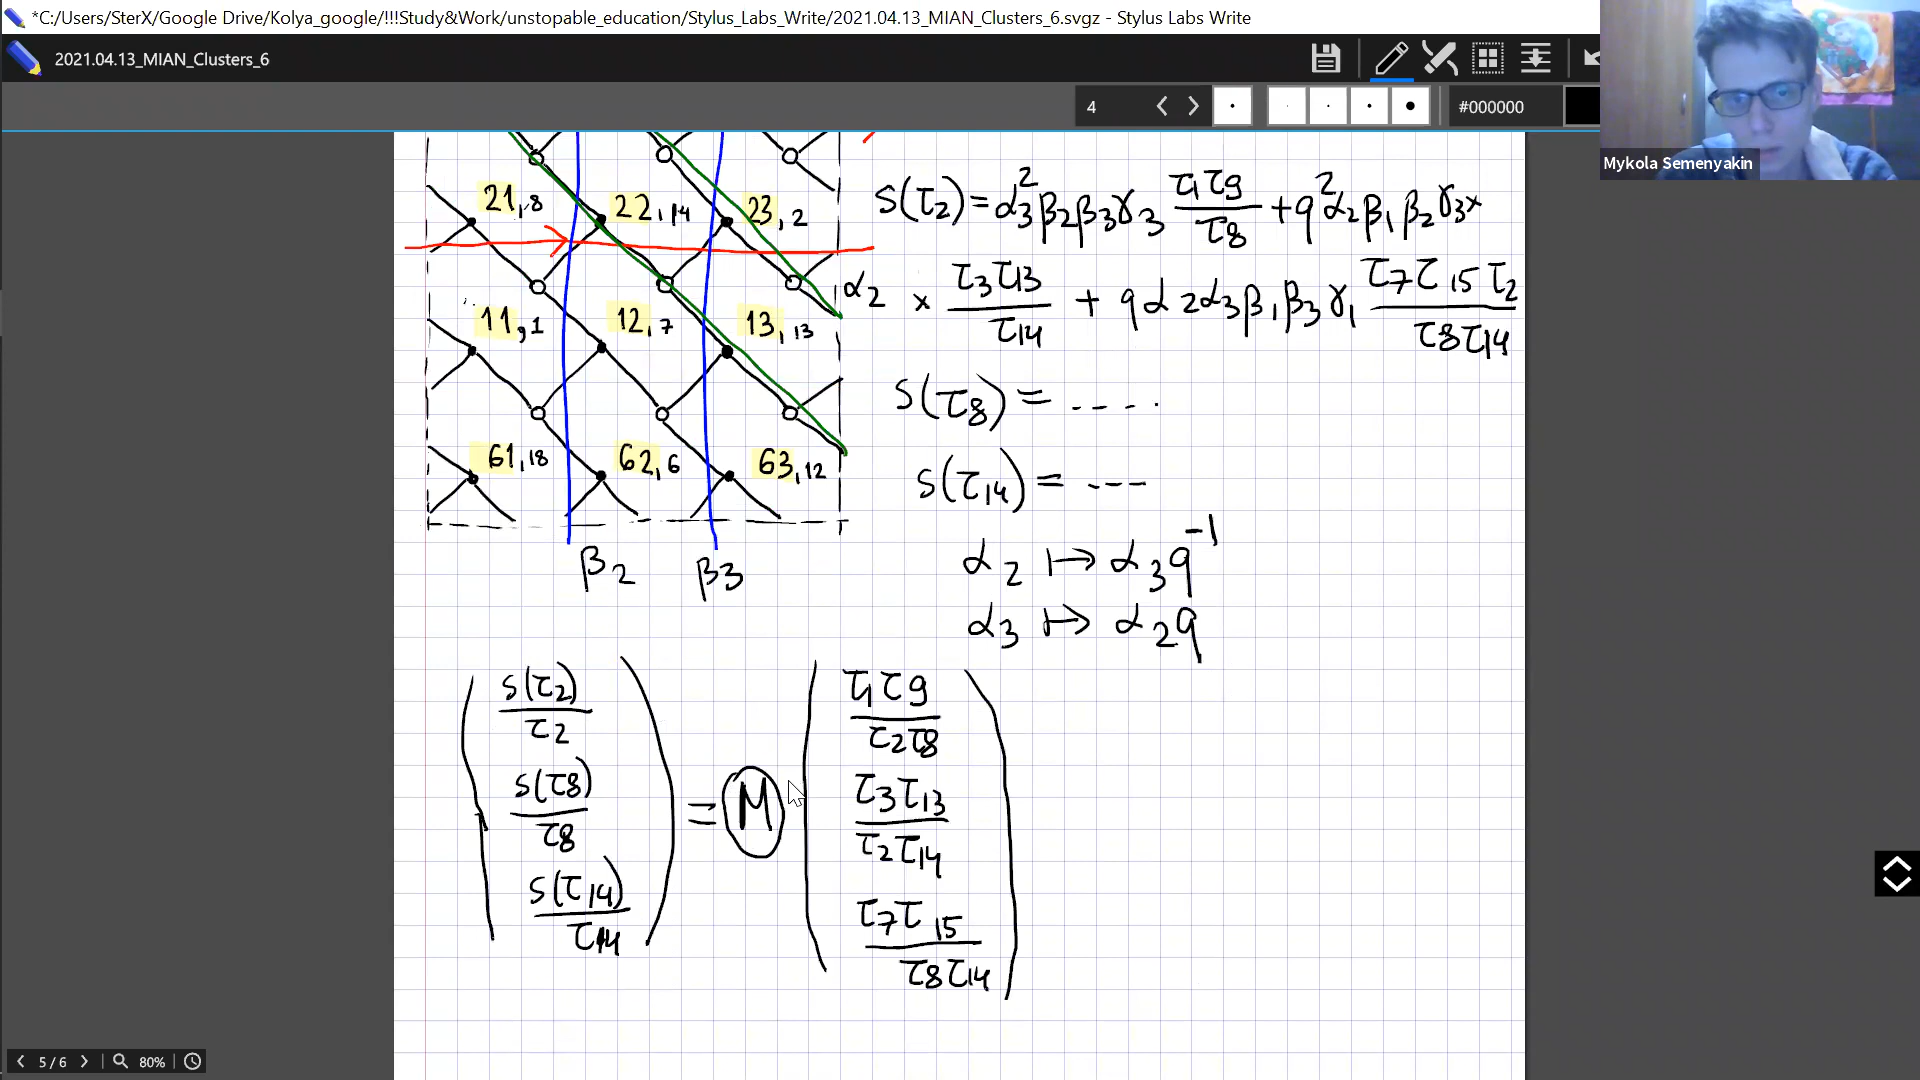 *C:/Users/SterX/Google Drive/Kolya_google/!!!Study&Work/unstopable_education/Stylus_Labs_Write/2021.04.13_MIAN_Clusters_6.svgz - Stylus Labs Write
2021.04.13_MIAN_Clusters_6
4
#000000
Mykola Semenyakin
21,8 22,14 23,2
11,1 12,7 13,13
61,18 62,6 63,12
α2
β2 β3
s(τ2)=α3² β2β3γ3 τ1τ9/τ8 + q²α2β1β2γ3 ×
× τ3τ13/τ14 + qα2α3β1β3γ1 τ7τ15τ2/τ8τ14
s(τ8) = ....
s(τ14) = ---
α2 ↦ α3q⁻¹
α3 ↦ α2q
s(τ2)/τ2
s(τ8)/τ8
s(τ14)/τ14
= M
τ1τ9/τ2τ8
τ3τ13/τ2τ14
τ7τ15/τ8τ14
5 / 6
80%